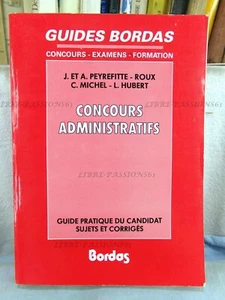 GUIDES BORDAS
CONCOURS - EXAMENS - FORMATION
J. ET A. PEYREFITTE - ROUX
C. MICHEL - L. HUBERT
CONCOURS
ADMINISTRATIFS
GUIDE PRATIQUE DU CANDIDAT
SUJETS ET CORRIGÉS
Bordas